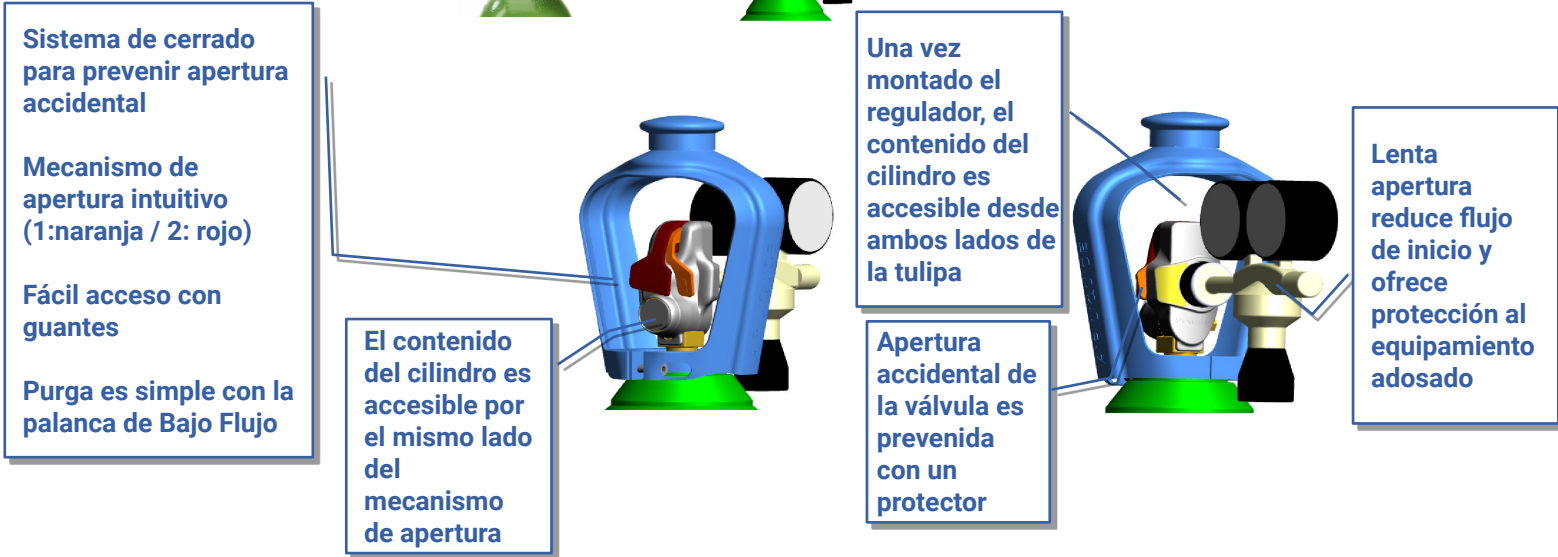 Sistema de cerrado
para prevenir apertura
accidental
Mecanismo de
apertura intuitivo
(1:naranja / 2: rojo)
Fácil acceso con
guantes
Purga es simple con la
palanca de Bajo Flujo
El contenido
del cilindro es
accesible por
el mismo lado
del
mecanismo
de apertura
Una vez
montado el
regulador, el
contenido del
cilindro es
accesible desde
ambos lados de
la tulipa
Apertura
accidental de
la válvula es
prevenida
con un
protector
Lenta
apertura
reduce flujo
de inicio y
ofrece
protección al
equipamiento
adosado